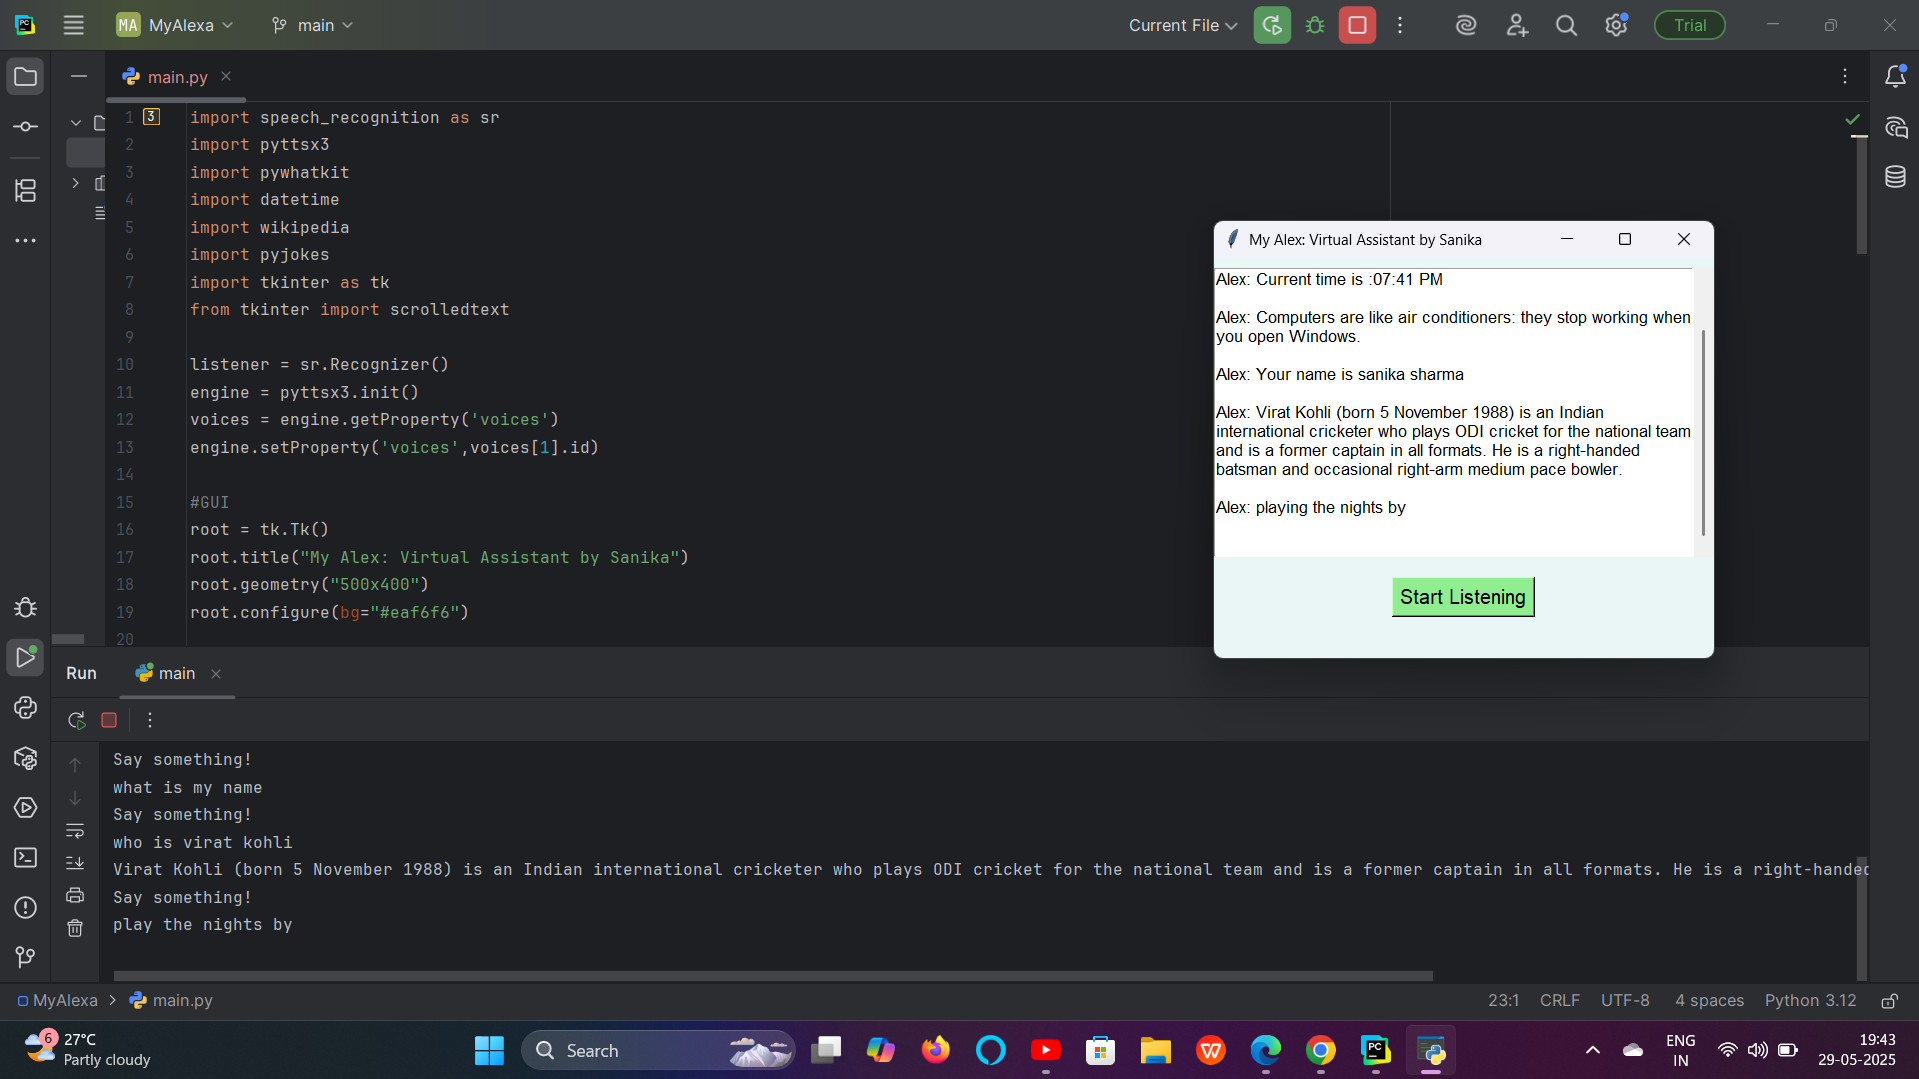 PC
MA MyAlexa
main
Current File
Trial
main.py
1 3 import speech_recognition as sr
2 import pyttsx3
3 import pywhatkit
4 import datetime
5 import wikipedia
6 import pyjokes
7 import tkinter as tk
8 from tkinter import scrolledtext
9
10 listener = sr.Recognizer()
11 engine = pyttsx3.init()
12 voices = engine.getProperty('voices')
13 engine.setProperty('voices',voices[1].id)
14
15 #GUI
16 root = tk.Tk()
17 root.title("My Alex: Virtual Assistant by Sanika")
18 root.geometry("500x400")
19 root.configure(bg="#eaf6f6")
20
My Alex: Virtual Assistant by Sanika
Alex: Current time is :07:41 PM
Alex: Computers are like air conditioners: they stop working when
you open Windows.
Alex: Your name is sanika sharma
Alex: Virat Kohli (born 5 November 1988) is an Indian
international cricketer who plays ODI cricket for the national team
and is a former captain in all formats. He is a right-handed
batsman and occasional right-arm medium pace bowler.
Alex: playing the nights by
Start Listening
Run main
Say something!
what is my name
Say something!
who is virat kohli
Virat Kohli (born 5 November 1988) is an Indian international cricketer who plays ODI cricket for the national team and is a former captain in all formats. He is a right-handed
Say something!
play the nights by
MyAlexa > main.py
23:1 CRLF UTF-8 4 spaces Python 3.12
6 27°C
Partly cloudy
Search
W
PC
ENG
IN
19:43
29-05-2025